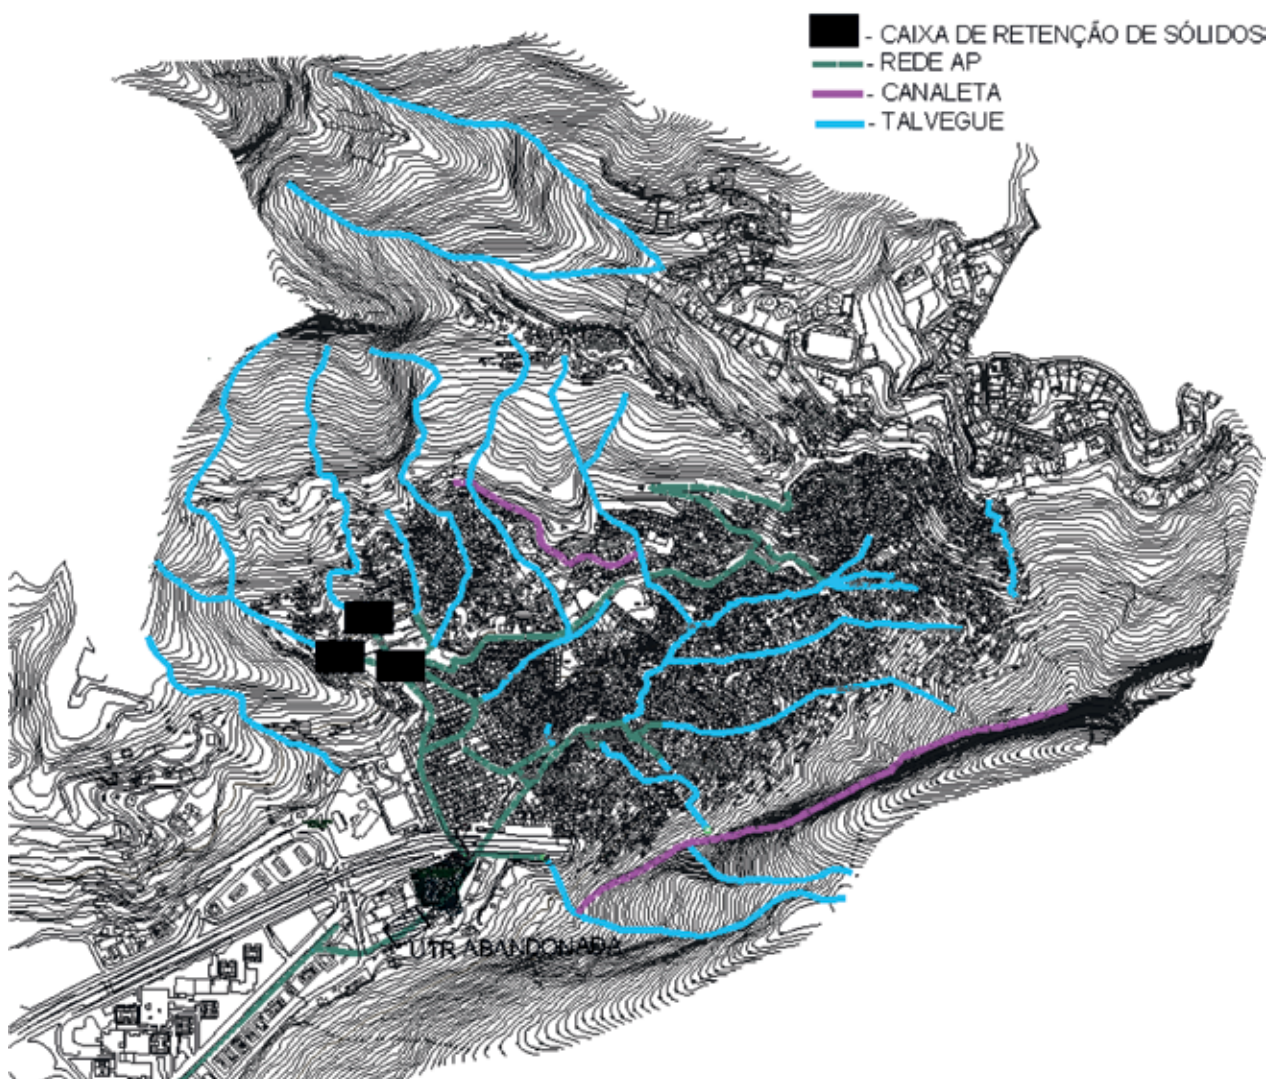 - CAIXA DE RETENÇÃO DE SÓLIDOS
- REDE AP
- CANALETA
- TALVEGUE
UTR ABANDONADA